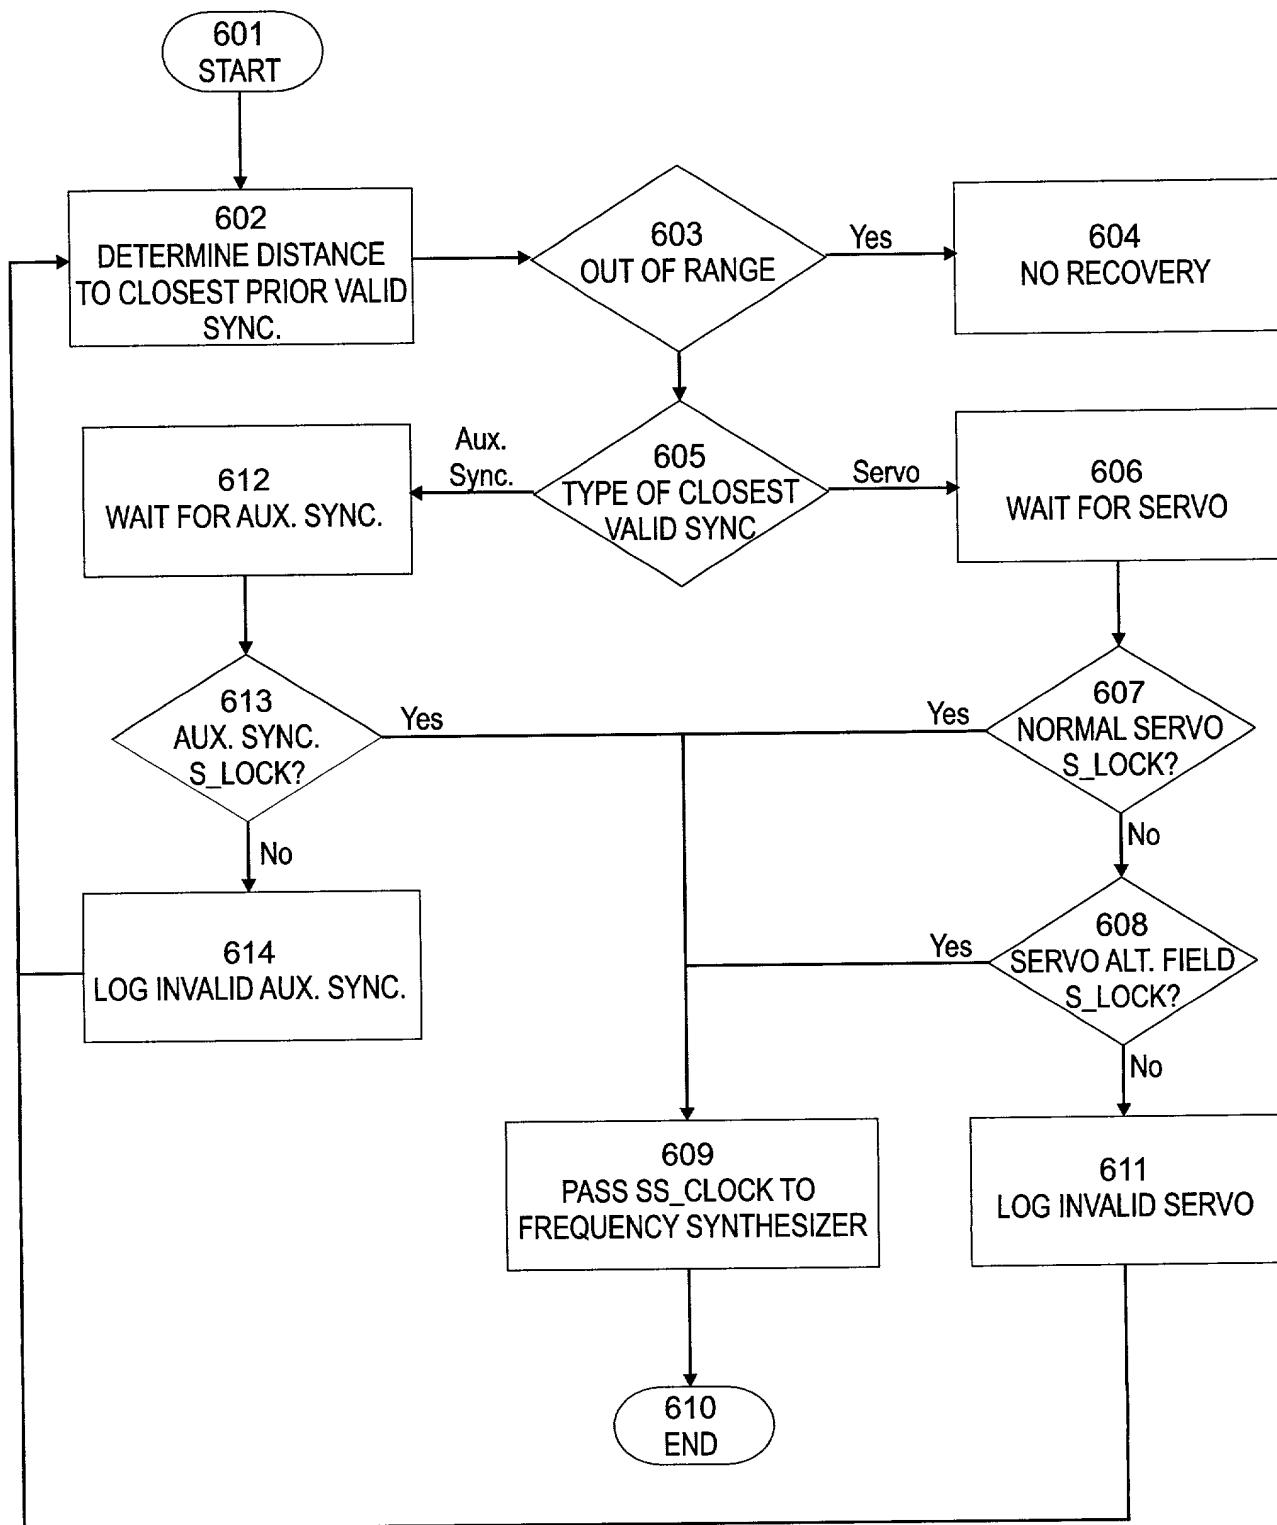 601
START
602
DETERMINE DISTANCE
TO CLOSEST PRIOR VALID
SYNC.
603
OUT OF RANGE
Yes
604
NO RECOVERY
605
TYPE OF CLOSEST
VALID SYNC
Aux.
Sync.
Servo
612
WAIT FOR AUX. SYNC.
606
WAIT FOR SERVO
613
AUX. SYNC.
S_LOCK?
Yes
Yes
607
NORMAL SERVO
S_LOCK?
No
No
614
LOG INVALID AUX. SYNC.
Yes
608
SERVO ALT. FIELD
S_LOCK?
No
609
PASS SS_CLOCK TO
FREQUENCY SYNTHESIZER
611
LOG INVALID SERVO
610
END